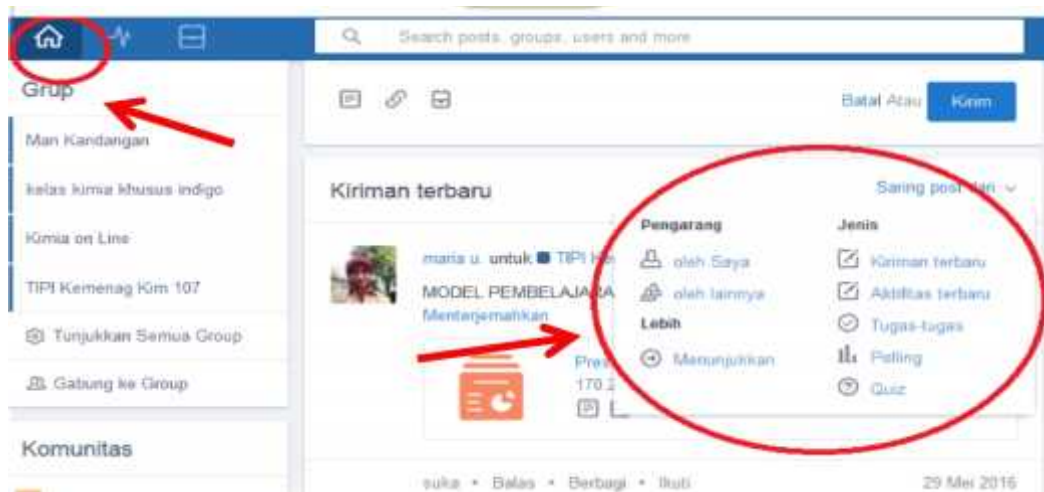 Search posts, groups, users and more
Grup
Man Kandangan
kelas kimia khusus indigo
Kimia on Line
TIPI Kemenag Kim 107
Tunjukkan Semua Group
Gabung ke Group
Komunitas
Batal Atau Kirim
Kiriman terbaru
Saring post dari
maria u. untuk TIPI
MODEL PEMBELAJARA
Menterjemahkan
170
Pengarang
oleh Saya
oleh lainnya
Lebih
Menunjukkan
Jenis
Kiriman terbaru
Aktifitas terbaru
Tugas-tugas
Polling
Quiz
suka • Balas • Berbagi • Ikuti
29 Mei 2016